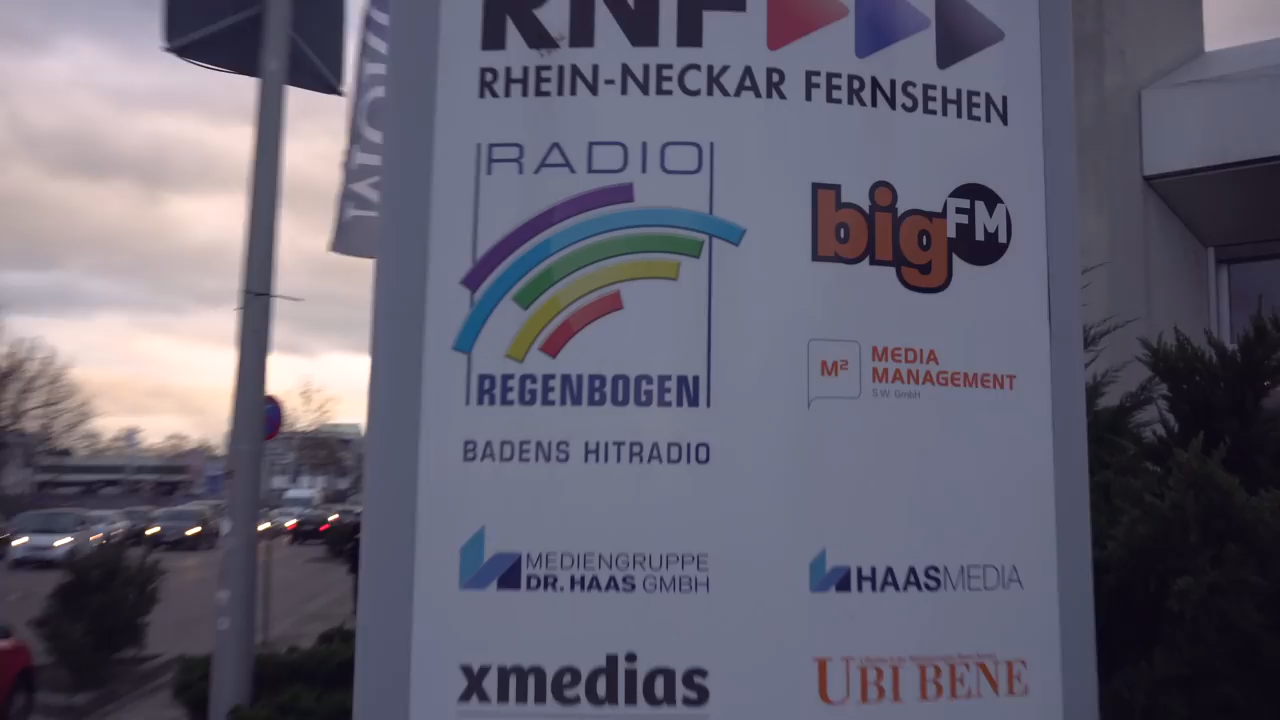 RNF
RHEIN-NECKAR FERNSEHEN
RADIO
REGENBOGEN
BADENS HITRADIO
bigFM
M²
MEDIA
MANAGEMENT
S.W. GmbH
MEDIENGRUPPE
DR. HAAS GMBH
HAASMEDIA
xmedias
UBI BENE